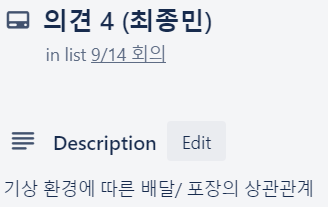 의견 4 (최종민)
in list 9/14 회의
Description Edit
기상 환경에 따른 배달/ 포장의 상관관계